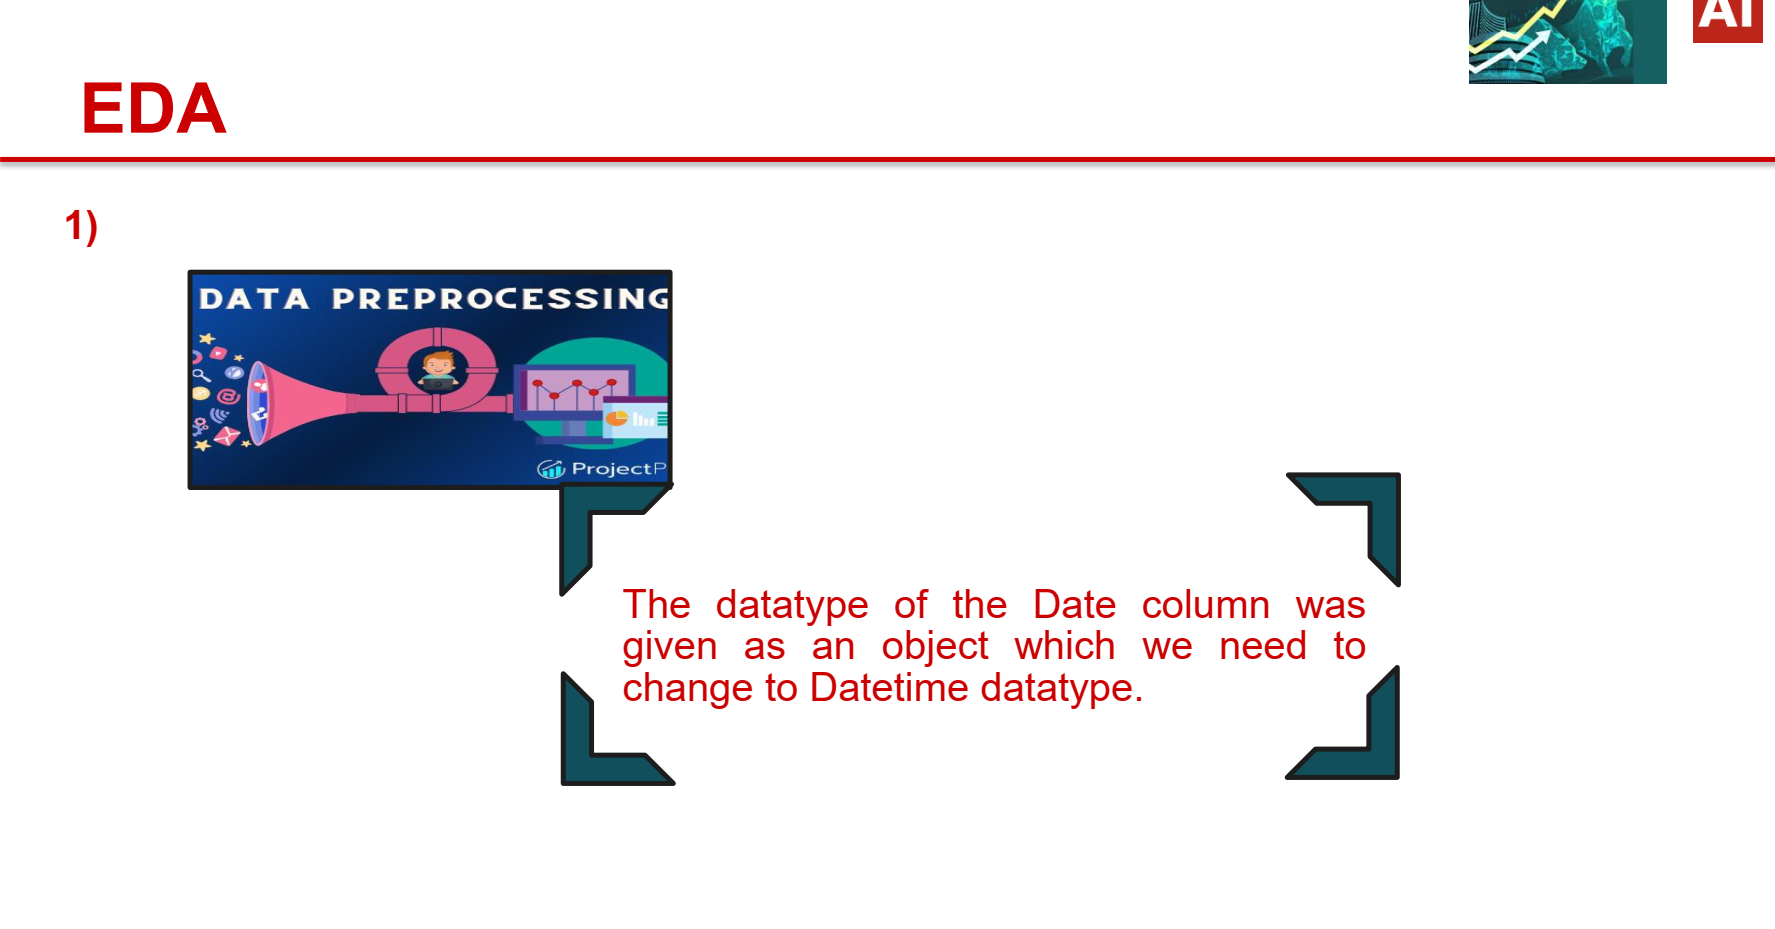 AI
EDA
1)
DATA PREPROCESSING
@
ProjectP
The datatype of the Date column was
given as an object which we need to
change to Datetime datatype.